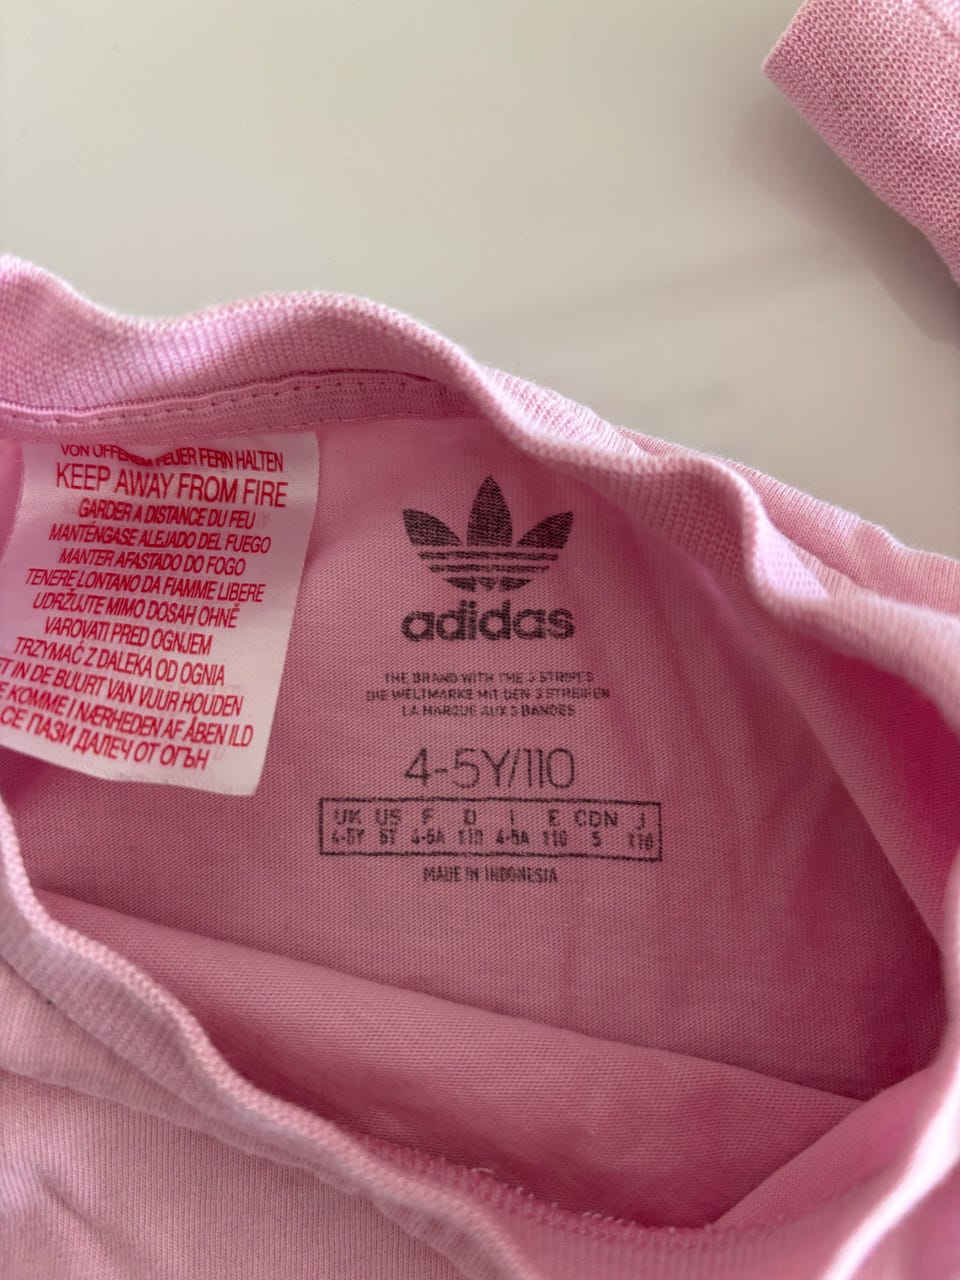 VON OFFENEM FEUER FERN HALTEN
KEEP AWAY FROM FIRE
GARDER A DISTANCE DU FEU
MANTÉNGASE ALEJADO DEL FUEGO
MANTER AFASTADO DO FOGO
TENERE LONTANO DA FIAMME LIBERE
UDRŽUJTE MIMO DOSAH OHNĚ
VAROVATI PRED OGNJEM
TRZYMAĆ Z DALEKA OD OGNIA
IN DE BUURT VAN VUUR HOUDEN
KOMME I NÆRHEDEN AF ÅBEN ILD
СЕ ПАЗИ ДАЛЕЧ ОТ ОГЪН
adidas
THE BRAND WITH THE 3 STRIPES
DIE WELTMARKE MIT DEN 3 STREIFEN
LA MARQUE AUX 3 BANDES
4-5Y/110
UK US F D I E CDN J
4-5Y 5T 4-5A 110 4-5A 110 S 110
MADE IN INDONESIA